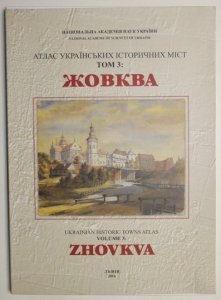 НАЦІОНАЛЬНА АКАДЕМІЯ НАУК УКРАЇНИ
NATIONAL ACADEMY OF SCIENCES OF UKRAINE
АТЛАС УКРАЇНСЬКИХ ІСТОРИЧНИХ МІСТ
ТОМ 3:
ЖОВКВА
UKRAINIAN HISTORIC TOWNS ATLAS
VOLUME 3:
ZHOVKVA
ЛЬВІВ
2016